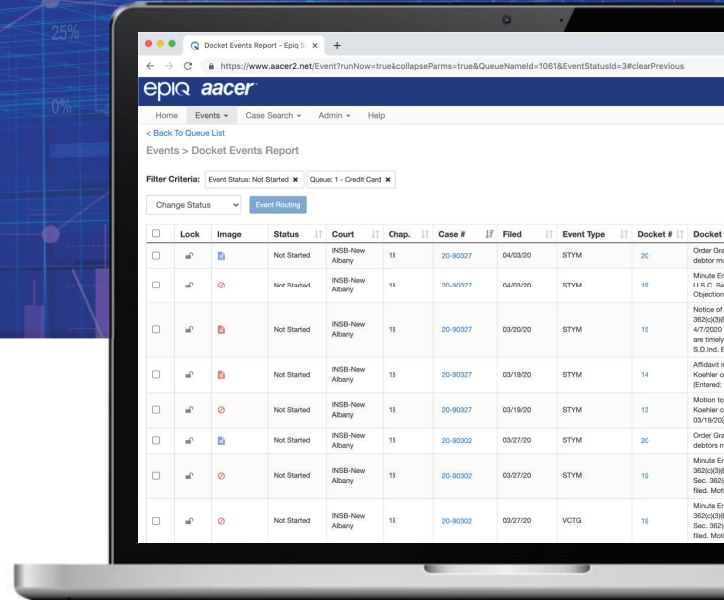 25%
0%
Docket Events Report - Epiq S
https://www.aacer2.net/Event?runNow=true&collapseParms=true&QueueNameId=1061&EventStatusId=3#clearPrevious
epiq aacer
Home Events Case Search Admin Help
< Back To Queue List
Events > Docket Events Report
Filter Criteria: Event Status: Not Started × Queue: 1 - Credit Card ×
Change Status Event Routing
Lock Image Status Court Chap. Case # Filed Event Type Docket # Docket
Not Started INSB-New Albany 13 20-90327 04/03/20 STYM 20 Order Gra
debtor ma
Not Started INSB-New Albany 13 20-90327 04/03/20 STYM 16 Minute En
U.S.C. Se
Objection
Not Started INSB-New Albany 13 20-90327 03/20/20 STYM 15 Notice of
362(c)(3)(
4/7/2020
are timely
S.D.Ind. B
Not Started INSB-New Albany 13 20-90327 03/19/20 STYM 14 Affidavit i
Koehler o
(Entered:
Not Started INSB-New Albany 13 20-90327 03/19/20 STYM 13 Motion to
Koehler o
03/19/202
Not Started INSB-New Albany 13 20-90302 03/27/20 STYM 20 Order Gra
debtors m
Not Started INSB-New Albany 13 20-90302 03/27/20 STYM 19 Minute En
362(c)(3)(
Sec. 362(
filed. Moti
Not Started INSB-New Albany 13 20-90302 03/27/20 VCTG 19 Minute En
362(c)(3)(
Sec. 362(
filed. Moti